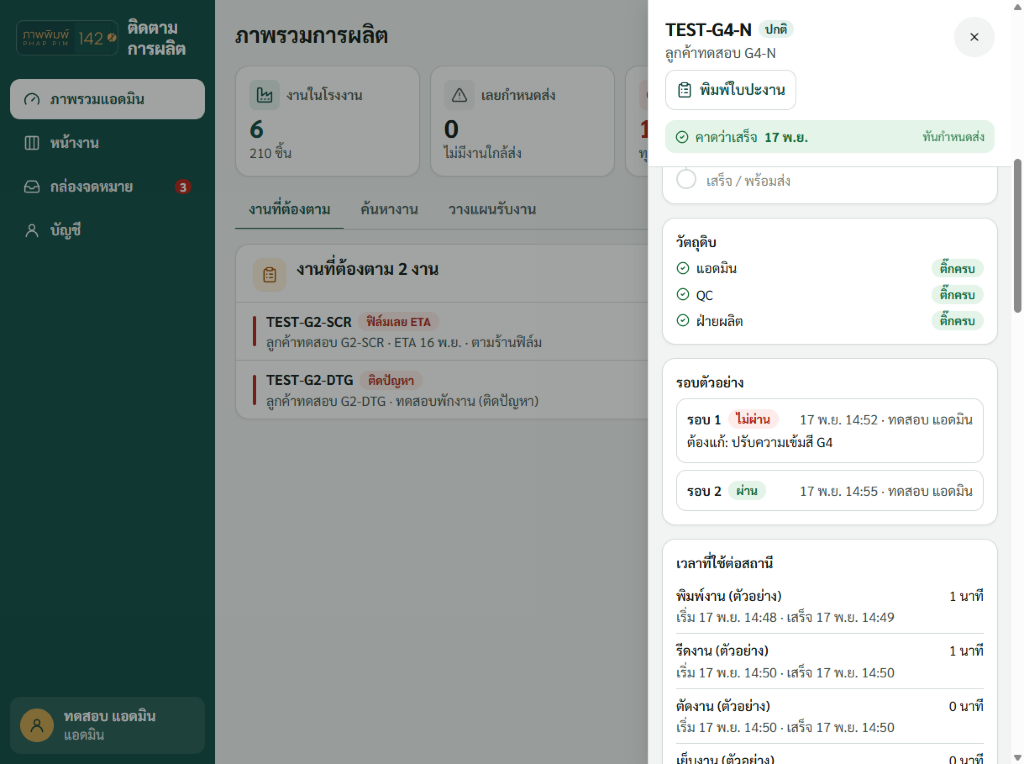 ภาพพิมพ์
PHAP PIM
142
ติดตาม
การผลิต
ภาพรวมแอดมิน
หน้างาน
กล่องจดหมาย 3
บัญชี
ทดสอบ แอดมิน
แอดมิน
ภาพรวมการผลิต
งานในโรงงาน
6
210 ชิ้น
เลยกำหนดส่ง
0
ไม่มีงานใกล้ส่ง
งานที่ต้องตาม ค้นหางาน วางแผนรับงาน
งานที่ต้องตาม 2 งาน
TEST-G2-SCR ฟิล์มเลย ETA
ลูกค้าทดสอบ G2-SCR · ETA 16 พ.ย. · ตามร้านฟิล์ม
TEST-G2-DTG ติดปัญหา
ลูกค้าทดสอบ G2-DTG · ทดสอบพักงาน (ติดปัญหา)
TEST-G4-N ปกติ
ลูกค้าทดสอบ G4-N
พิมพ์ใบปะงาน
คาดว่าเสร็จ 17 พ.ย. ทันกำหนดส่ง
เสร็จ / พร้อมส่ง
วัตถุดิบ
แอดมิน ติ๊กครบ
QC ติ๊กครบ
ฝ่ายผลิต ติ๊กครบ
รอบตัวอย่าง
รอบ 1 ไม่ผ่าน 17 พ.ย. 14:52 · ทดสอบ แอดมิน
ต้องแก้: ปรับความเข้มสี G4
รอบ 2 ผ่าน 17 พ.ย. 14:55 · ทดสอบ แอดมิน
เวลาที่ใช้ต่อสถานี
พิมพ์งาน (ตัวอย่าง) 1 นาที
เริ่ม 17 พ.ย. 14:48 · เสร็จ 17 พ.ย. 14:49
รีดงาน (ตัวอย่าง) 1 นาที
เริ่ม 17 พ.ย. 14:50 · เสร็จ 17 พ.ย. 14:50
ตัดงาน (ตัวอย่าง) 0 นาที
เริ่ม 17 พ.ย. 14:50 · เสร็จ 17 พ.ย. 14:50
เย็บงาน (ตัวอย่าง) 0 นาที